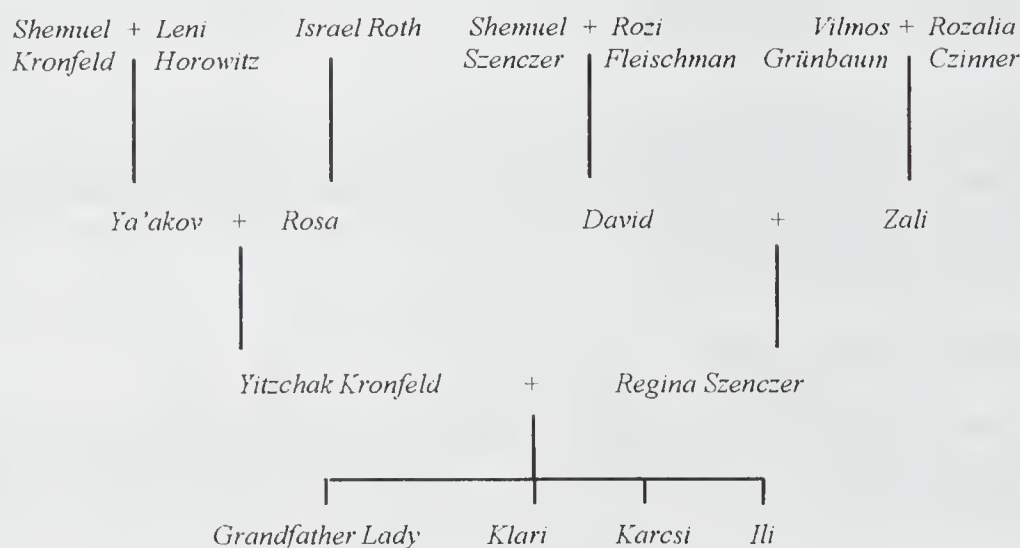 Shemuel + Leni Israel Roth Shemuel + Rozi Vilmos + Rozalia
Kronfeld Horowitz Szenczer Fleischman Grünbaum Czinner
Ya'akov + Rosa David + Zali
Yitzchak Kronfeld + Regina Szenczer
Grandfather Lady Klari Karcsi Ili